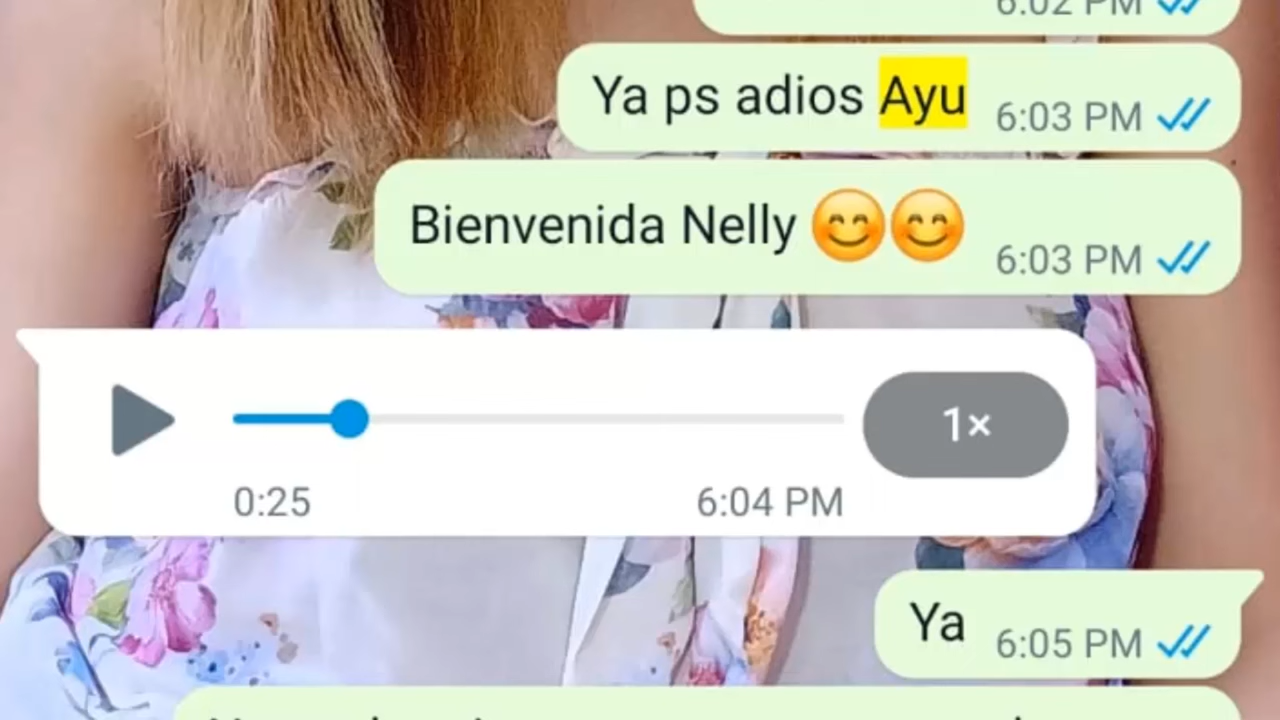 6:02 PM
Ya ps adios Ayu 6:03 PM
Bienvenida Nelly 😊😊 6:03 PM
1×
0:25 6:04 PM
Ya 6:05 PM